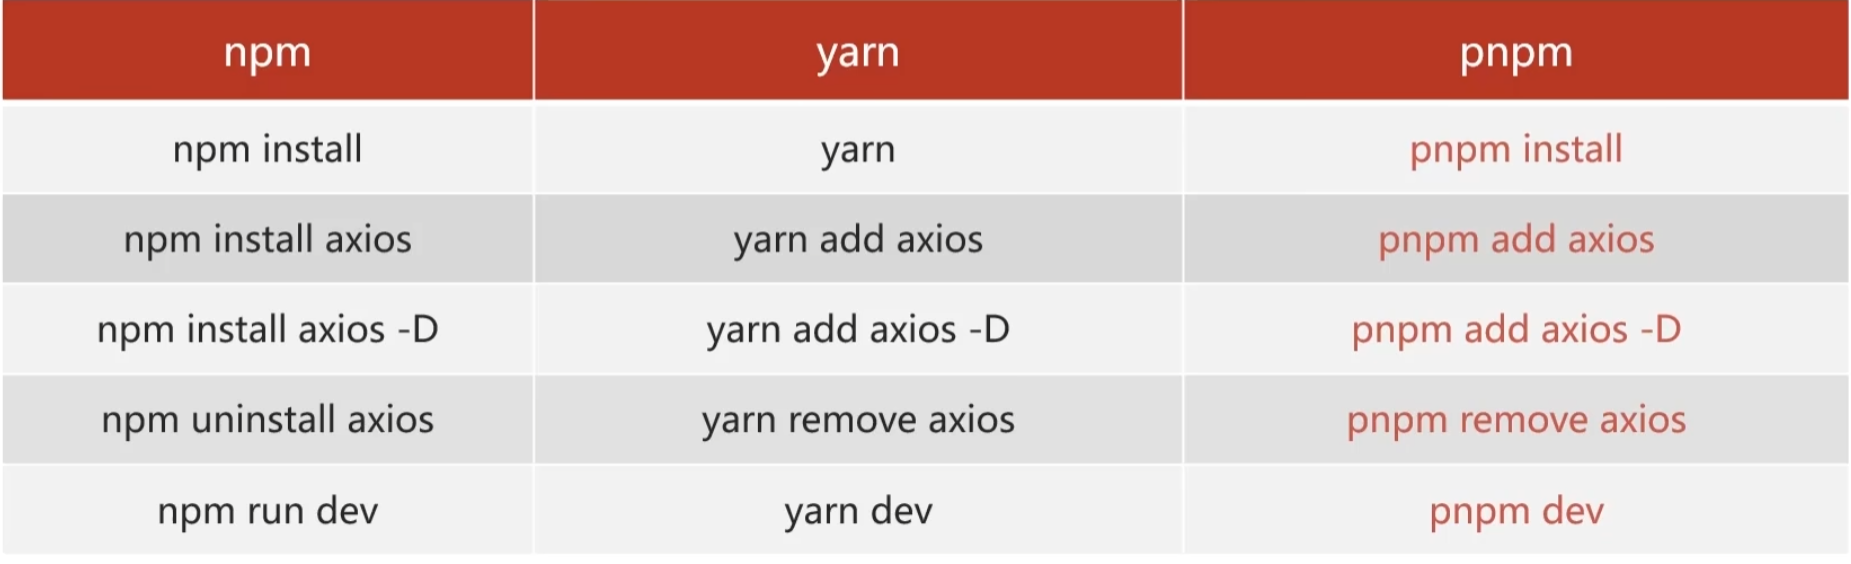 npm yarn pnpm
npm install yarn pnpm install
npm install axios yarn add axios pnpm add axios
npm install axios -D yarn add axios -D pnpm add axios -D
npm uninstall axios yarn remove axios pnpm remove axios
npm run dev yarn dev pnpm dev